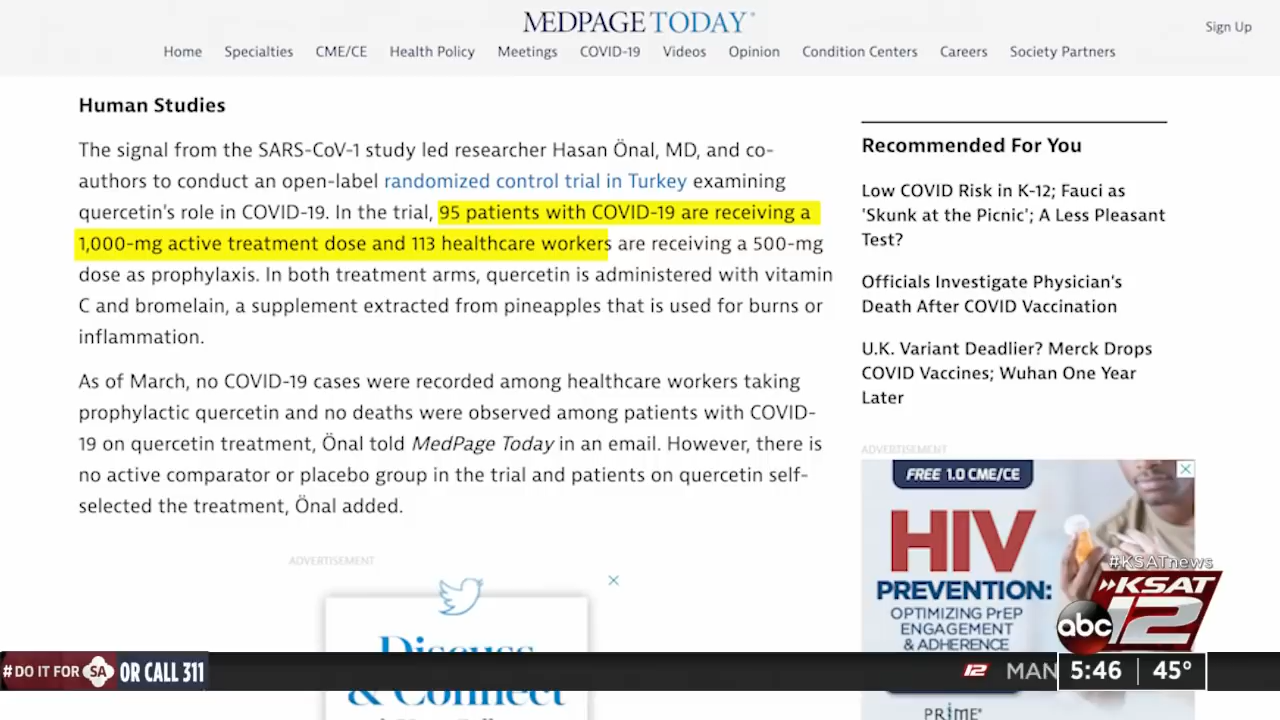 MEDPAGE TODAY®
Sign Up
Home Specialties CME/CE Health Policy Meetings COVID-19 Videos Opinion Condition Centers Careers Society Partners
Human Studies
The signal from the SARS-CoV-1 study led researcher Hasan Önal, MD, and co-
authors to conduct an open-label randomized control trial in Turkey examining
quercetin's role in COVID-19. In the trial, 95 patients with COVID-19 are receiving a
1,000-mg active treatment dose and 113 healthcare workers are receiving a 500-mg
dose as prophylaxis. In both treatment arms, quercetin is administered with vitamin
C and bromelain, a supplement extracted from pineapples that is used for burns or
inflammation.
As of March, no COVID-19 cases were recorded among healthcare workers taking
prophylactic quercetin and no deaths were observed among patients with COVID-
19 on quercetin treatment, Önal told MedPage Today in an email. However, there is
no active comparator or placebo group in the trial and patients on quercetin self-
selected the treatment, Önal added.
ADVERTISEMENT
Discuss
& Connect
Recommended For You
Low COVID Risk in K-12; Fauci as
'Skunk at the Picnic'; A Less Pleasant
Test?
Officials Investigate Physician's
Death After COVID Vaccination
U.K. Variant Deadlier? Merck Drops
COVID Vaccines; Wuhan One Year
Later
ADVERTISEMENT
FREE 1.0 CME/CE
HIV
PREVENTION:
OPTIMIZING PrEP
ENGAGEMENT
& ADHERENCE
PRIME®
#KSATnews
KSAT
abc 12
#DO IT FOR SA OR CALL 311
12 MAN 5:46 45°